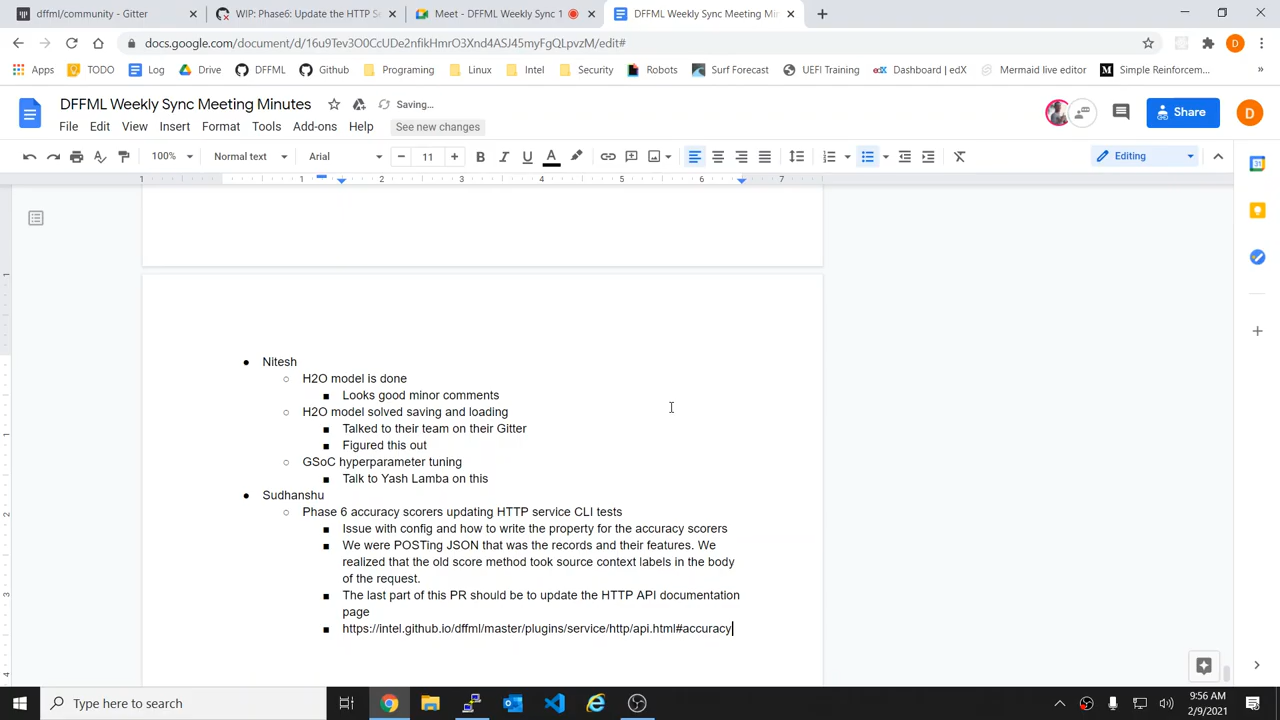 dffml/community - Gitter
WIP: Phase6: Update the HTTP Se
Meet - DFFML Weekly Sync 1
DFFML Weekly Sync Meeting Min
docs.google.com/document/d/16u9Tev3O0CcUDe2nfikHmrO3Xnd4ASJ45myFgQLpvzM/edit#
D
Apps
TODO
Log
Drive
DFFML
Github
Programing
Linux
Intel
Security
Robots
Surf Forecast
UEFI Training
Dashboard | edX
Mermaid live editor
Simple Reinforcem...
»
DFFML Weekly Sync Meeting Minutes
Saving...
File Edit View Insert Format Tools Add-ons Help
See new changes
Share
D
100%
Normal text
Arial
11
Editing
1 1 2 3 4 5 6 7
Nitesh
H2O model is done
Looks good minor comments
H2O model solved saving and loading
Talked to their team on their Gitter
Figured this out
GSoC hyperparameter tuning
Talk to Yash Lamba on this
Sudhanshu
Phase 6 accuracy scorers updating HTTP service CLI tests
Issue with config and how to write the property for the accuracy scorers
We were POSTing JSON that was the records and their features. We
realized that the old score method took source context labels in the body
of the request.
The last part of this PR should be to update the HTTP API documentation
page
https://intel.github.io/dffml/master/plugins/service/http/api.html#accuracy
Type here to search
9:56 AM
2/9/2021